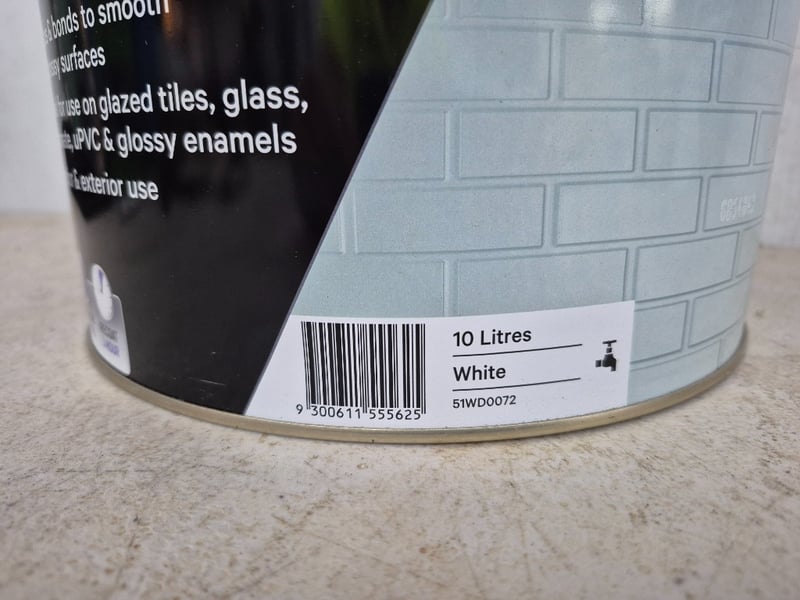 & bonds to smooth
surfaces
for use on glazed tiles, glass,
uPVC & glossy enamels
& exterior use
10 Litres
White
51WD0072
9 300611 555625